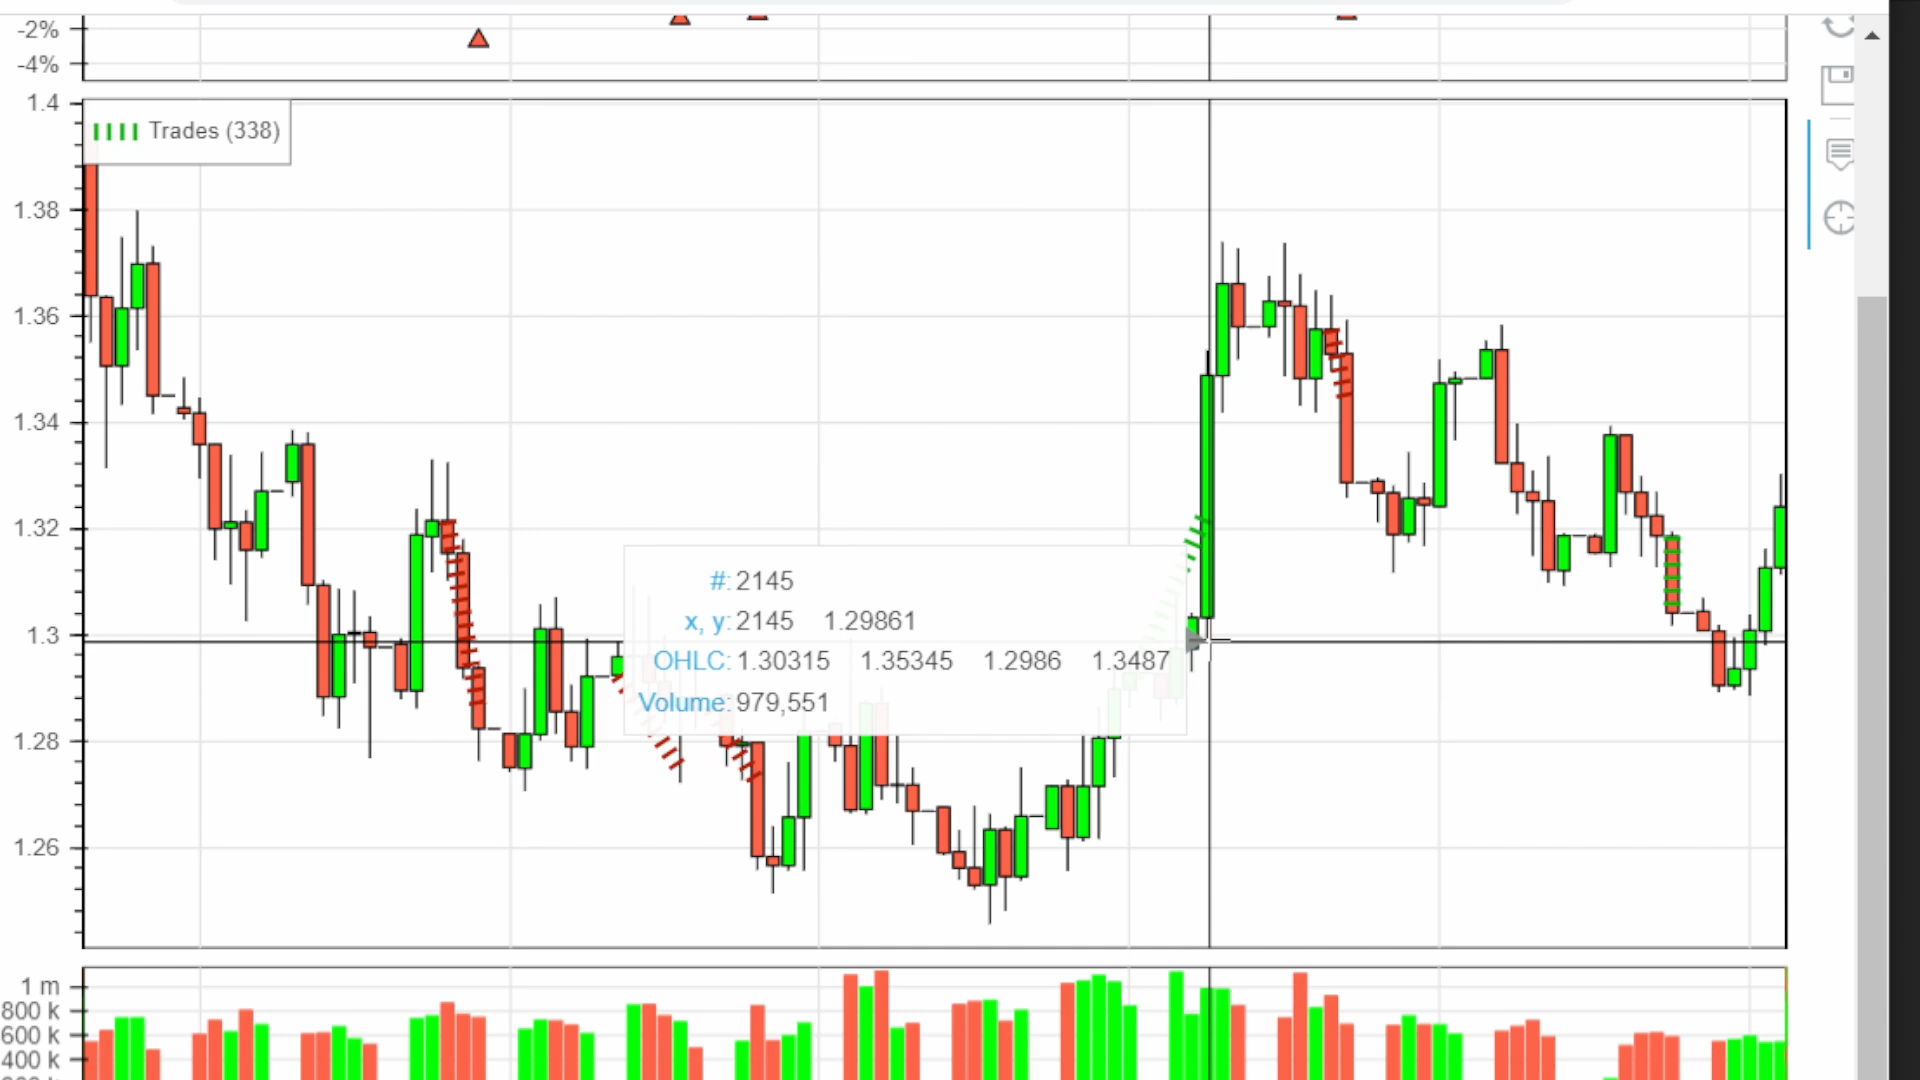 -2%
-4%
1.4
Trades (338)
1.38
1.36
1.34
1.32
1.3
1.28
1.26
#: 2145
x, y: 2145 1.29861
OHLC: 1.30315 1.35345 1.2986 1.3487
Volume: 979,551
1 m
800 k
600 k
400 k